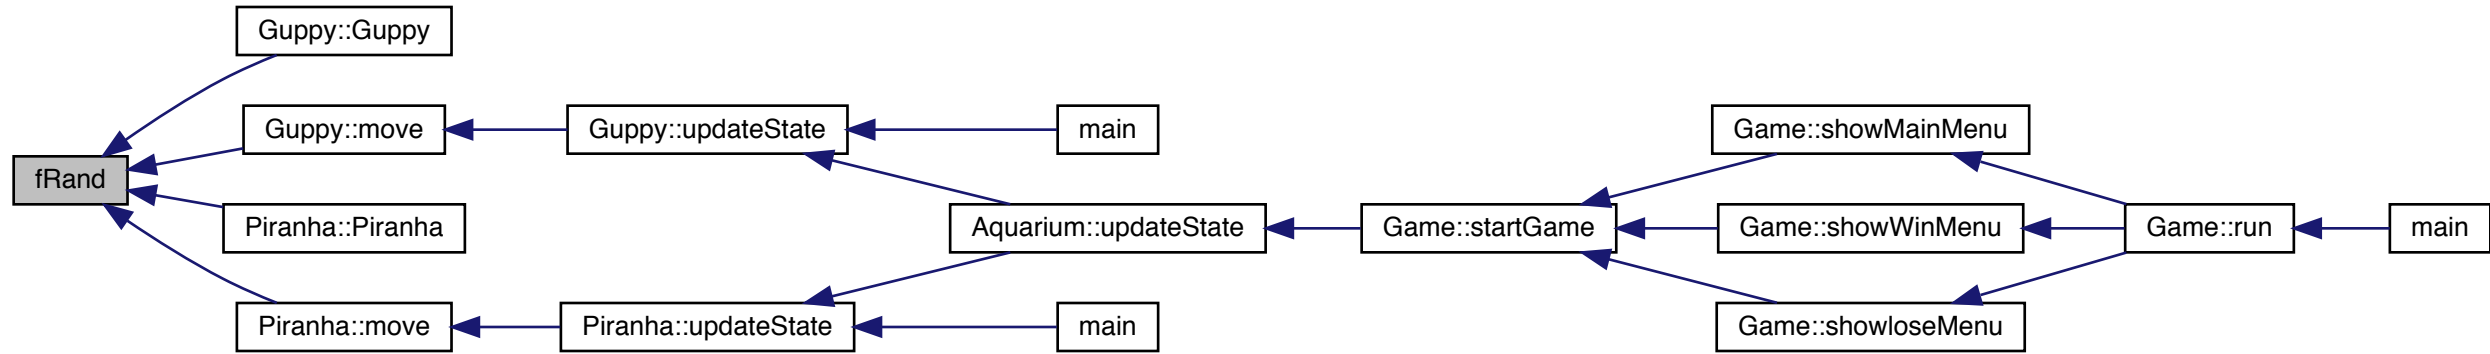 Guppy::Guppy
Guppy::move
Guppy::updateState
main
Game::showMainMenu
fRand
Piranha::Piranha
Aquarium::updateState
Game::startGame
Game::showWinMenu
Game::run
main
Piranha::move
Piranha::updateState
main
Game::showloseMenu